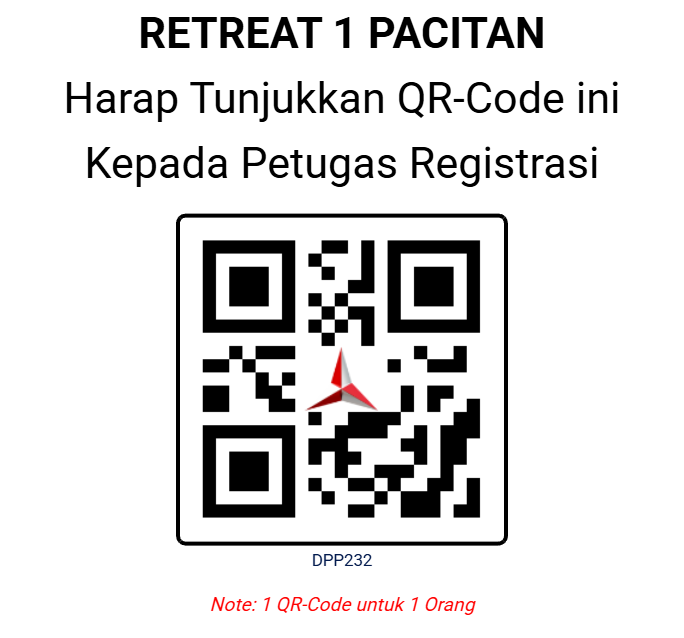 RETREAT 1 PACITAN
Harap Tunjukkan QR-Code ini
Kepada Petugas Registrasi
DPP232
Note: 1 QR-Code untuk 1 Orang